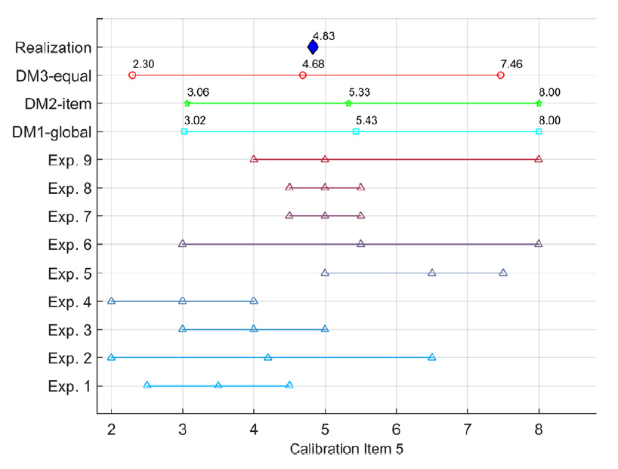 Realization 4.83
DM3-equal 2.30 4.68 7.46
DM2-item 3.06 5.33 8.00
DM1-global 3.02 5.43 8.00
Exp. 9
Exp. 8
Exp. 7
Exp. 6
Exp. 5
Exp. 4
Exp. 3
Exp. 2
Exp. 1
2 3 4 5 6 7 8
Calibration Item 5